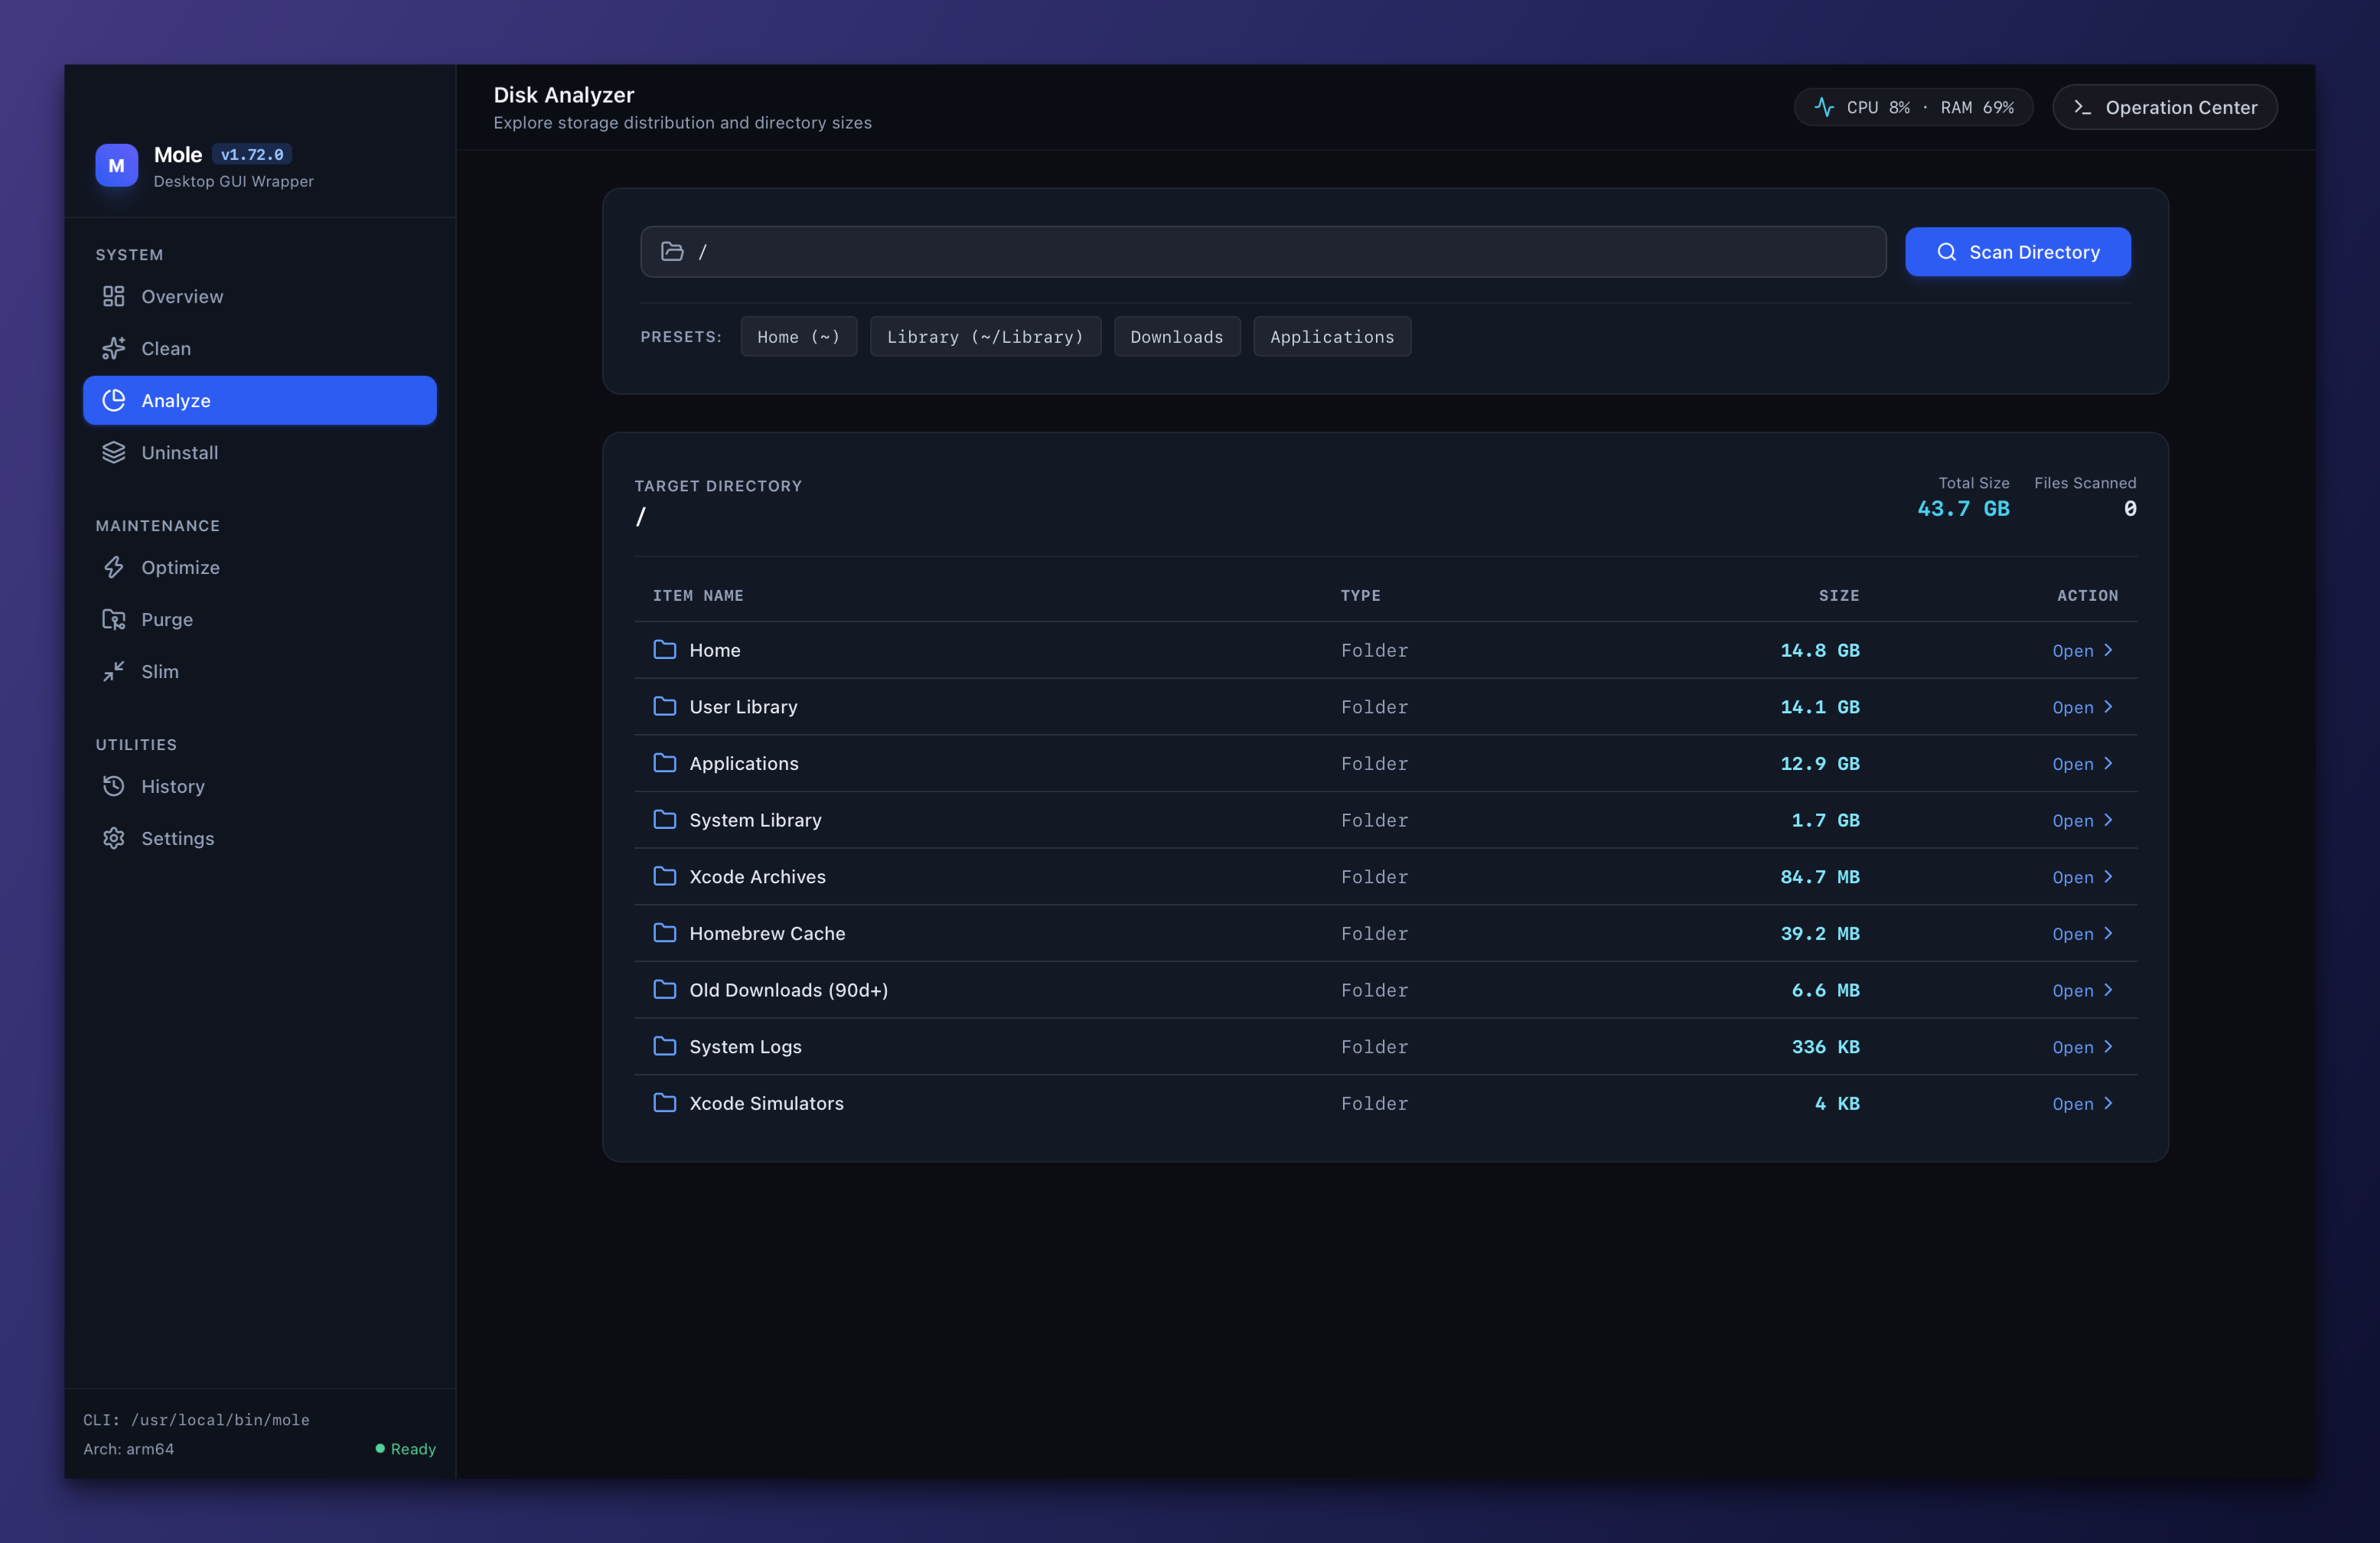 M
Mole v1.72.0
Desktop GUI Wrapper
SYSTEM
Overview
Clean
Analyze
Uninstall
MAINTENANCE
Optimize
Purge
Slim
UTILITIES
History
Settings
CLI: /usr/local/bin/mole
Arch: arm64 Ready
Disk Analyzer
Explore storage distribution and directory sizes
CPU 8% · RAM 69%
Operation Center
/
Scan Directory
PRESETS: Home (~) Library (~/Library) Downloads Applications
TARGET DIRECTORY
/
Total Size Files Scanned
43.7 GB 0
ITEM NAME TYPE SIZE ACTION
Home Folder 14.8 GB Open
User Library Folder 14.1 GB Open
Applications Folder 12.9 GB Open
System Library Folder 1.7 GB Open
Xcode Archives Folder 84.7 MB Open
Homebrew Cache Folder 39.2 MB Open
Old Downloads (90d+) Folder 6.6 MB Open
System Logs Folder 336 KB Open
Xcode Simulators Folder 4 KB Open